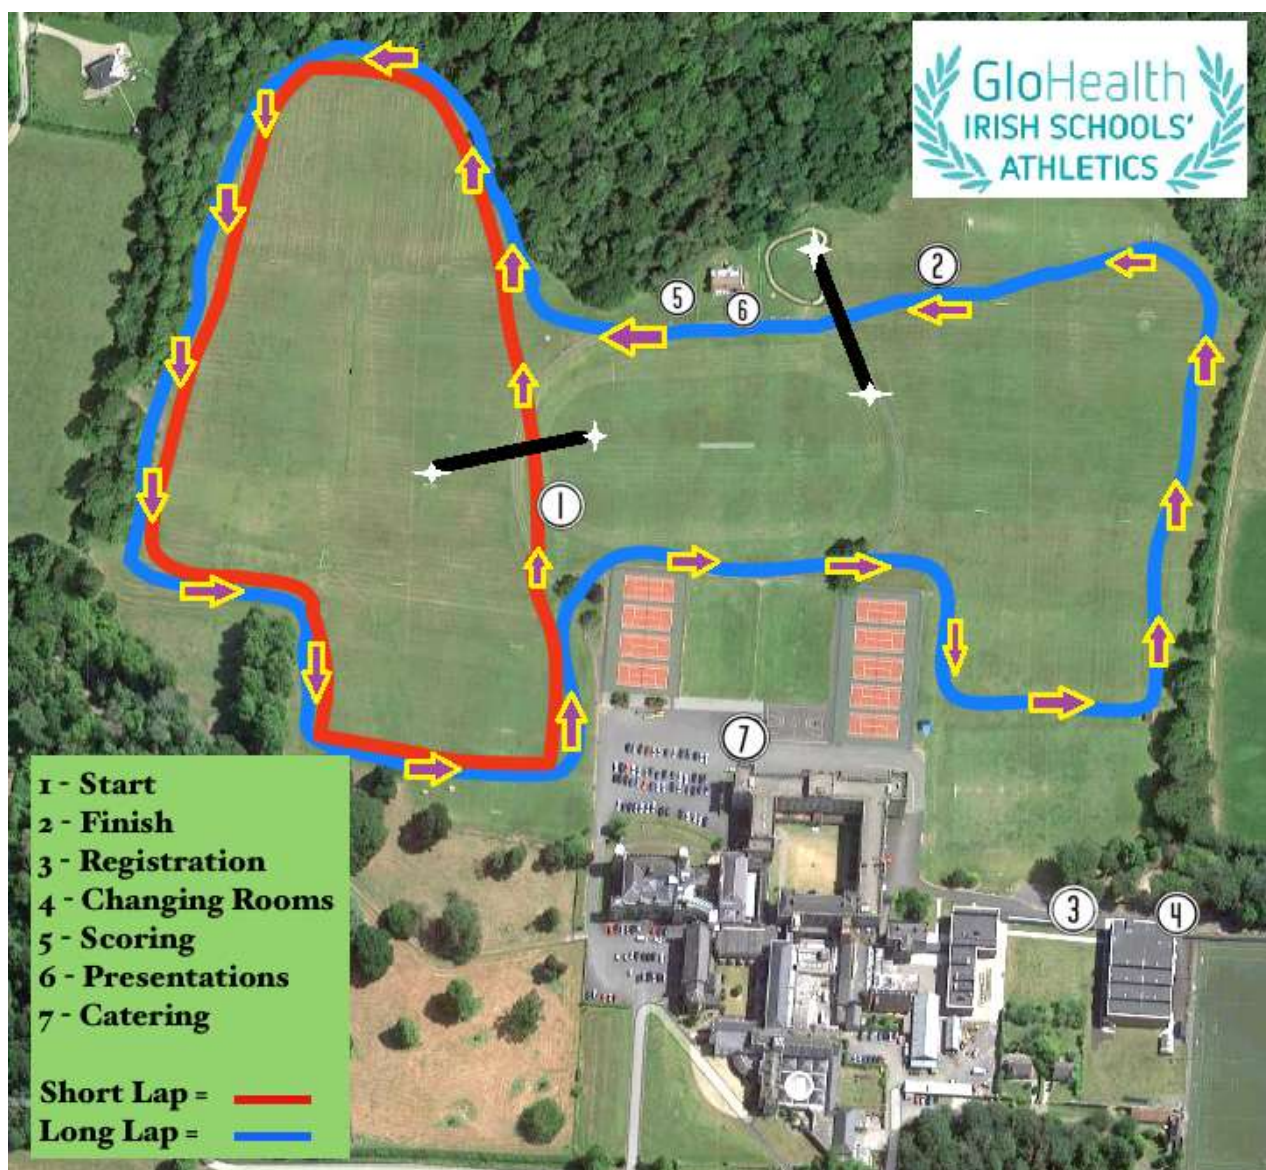 GloHealth
IRISH SCHOOLS'
ATHLETICS
2
5
6
1
7
3
4
1 - Start
2 - Finish
3 - Registration
4 - Changing Rooms
5 - Scoring
6 - Presentations
7 - Catering
Short Lap =
Long Lap =